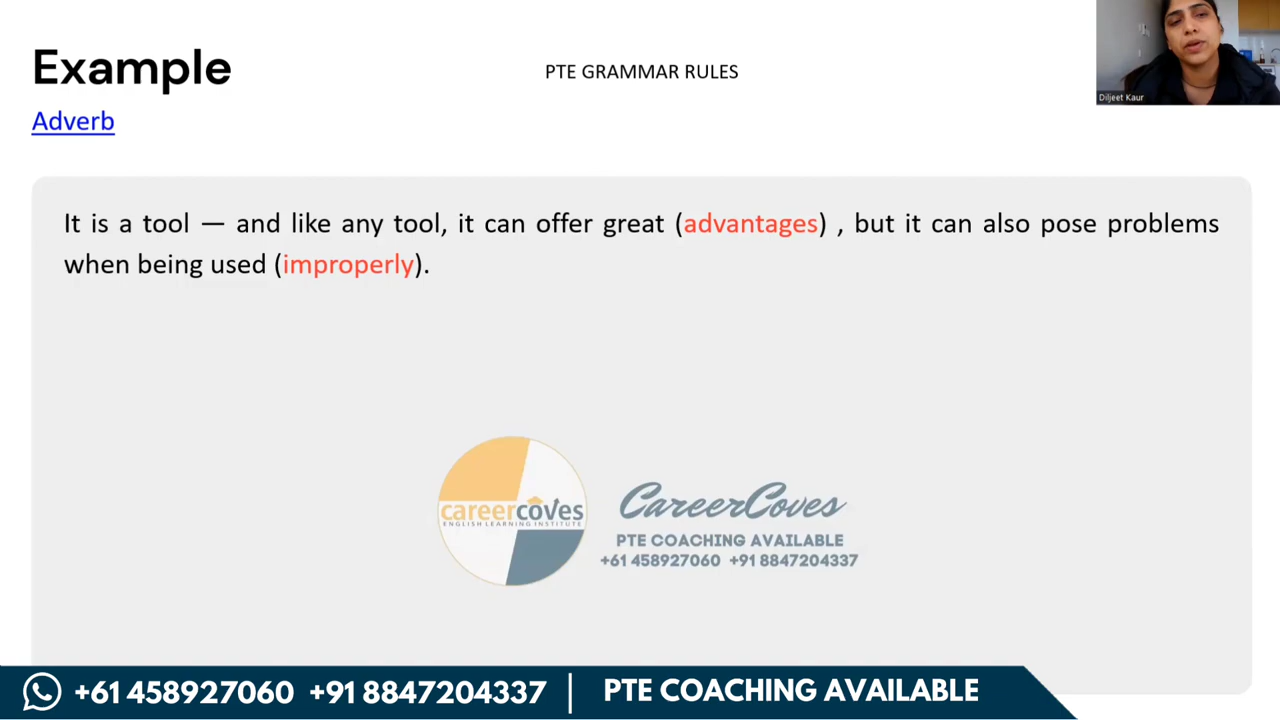 Example
PTE GRAMMAR RULES
Diljeet Kaur
Adverb
It is a tool — and like any tool, it can offer great (advantages) , but it can also pose problems
when being used (improperly).
careercoves
ENGLISH LEARNING INSTITUTE
CareerCoves
PTE COACHING AVAILABLE
+61 458927060 +91 8847204337
+61 458927060 +91 8847204337 | PTE COACHING AVAILABLE